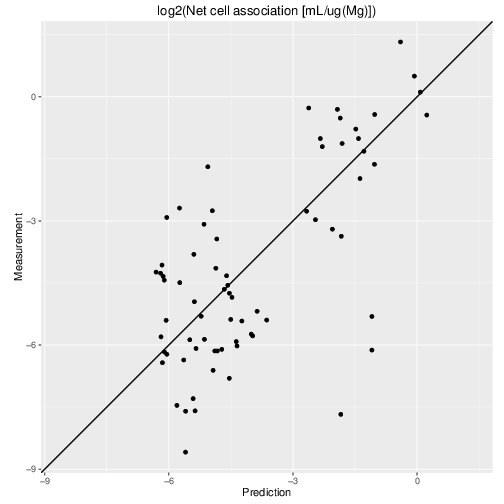 log2(Net cell association [mL/ug(Mg)])
Measurement
0
−3
−6
−9
−9
−6
−3
0
Prediction